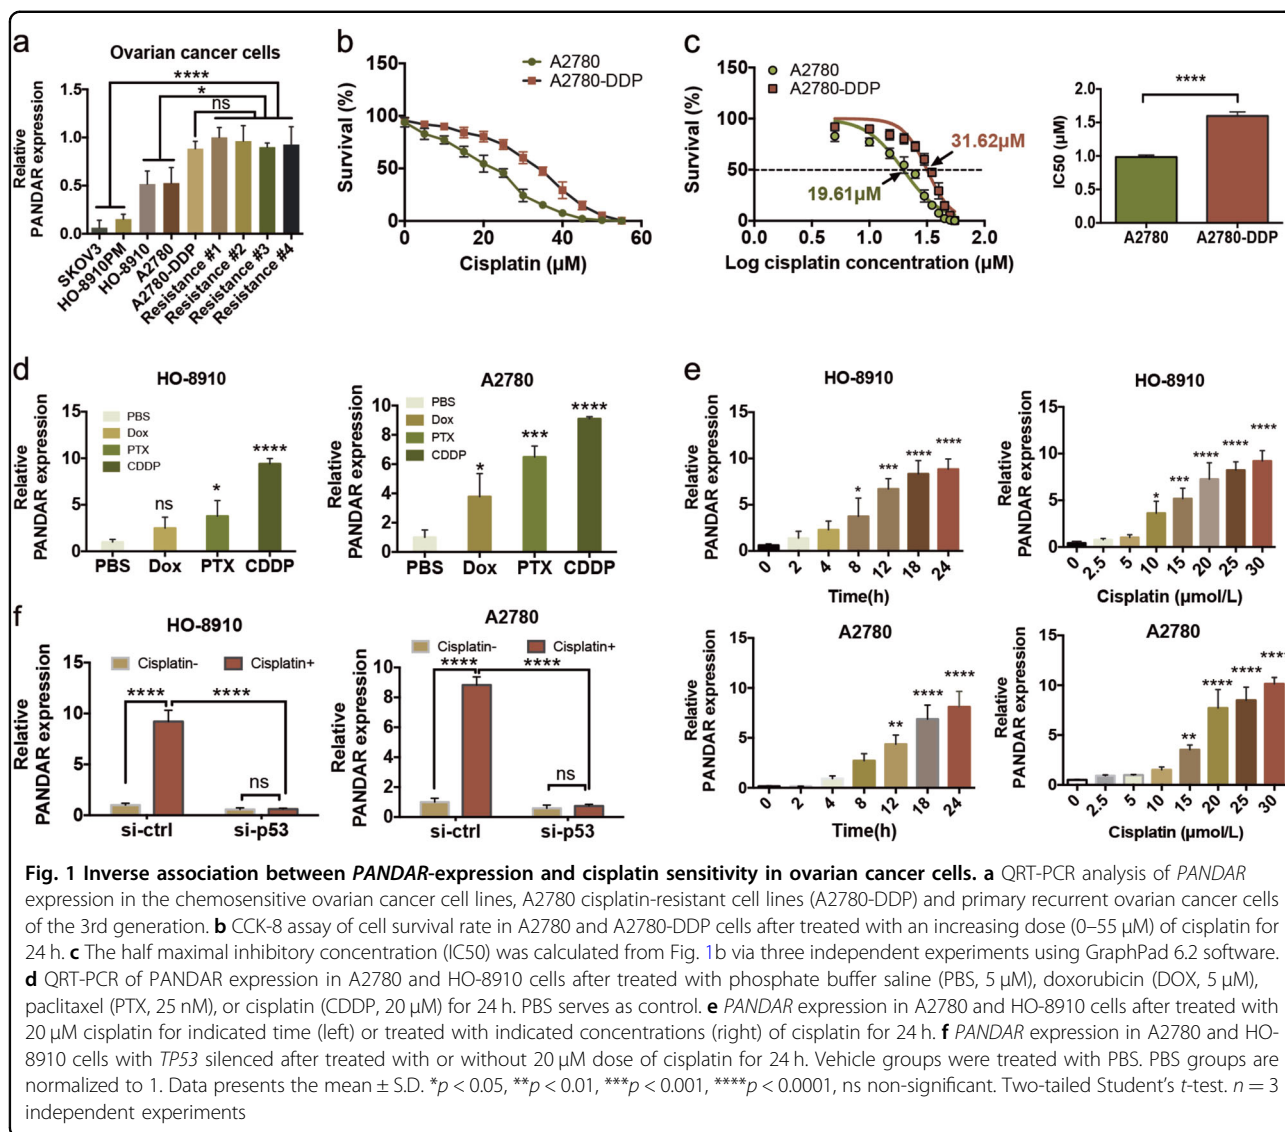 a
Ovarian cancer cells
****
*
ns
Relative
PANDAR expression
1.5
1.0
0.5
0.0
SKOV3
HO-8910PM
HO-8910
A2780
A2780-DDP
Resistance #1
Resistance #2
Resistance #3
Resistance #4
b
A2780
A2780-DDP
Survival (%)
150
100
50
0
0 20 40 60
Cisplatin (µM)
c
A2780
A2780-DDP
Survival (%)
150
100
50
0
31.62µM
19.61µM
0.0 0.5 1.0 1.5 2.0
Log cisplatin concentration (µM)
****
IC50 (µM)
2.0
1.5
1.0
0.5
0.0
A2780 A2780-DDP
d
HO-8910
Relative
PANDAR expression
15
10
5
0
PBS
Dox
PTX
CDDP
ns
*
****
PBS Dox PTX CDDP
A2780
Relative
PANDAR expression
10
8
6
4
2
0
PBS
Dox
PTX
CDDP
*
***
****
PBS Dox PTX CDDP
e
HO-8910
Relative
PANDAR expression
15
10
5
0
* *** **** ****
0 2 4 8 12 18 24
Time(h)
HO-8910
Relative
PANDAR expression
15
10
5
0
* *** **** **** ****
0 2.5 5 10 15 20 25 30
Cisplatin (µmol/L)
A2780
Relative
PANDAR expression
15
10
5
0
** **** ****
0 2 4 8 12 18 24
Time(h)
A2780
Relative
PANDAR expression
15
10
5
0
** **** **** ****
0 2.5 5 10 15 20 25 30
Cisplatin (µmol/L)
f
HO-8910
Cisplatin- Cisplatin+
Relative
PANDAR expression
15
10
5
0
**** ****
ns
si-ctrl si-p53
A2780
Cisplatin- Cisplatin+
Relative
PANDAR expression
10
8
6
4
2
0
**** ****
ns
si-ctrl si-p53
Fig. 1 Inverse association between PANDAR-expression and cisplatin sensitivity in ovarian cancer cells. a QRT-PCR analysis of PANDAR
expression in the chemosensitive ovarian cancer cell lines, A2780 cisplatin-resistant cell lines (A2780-DDP) and primary recurrent ovarian cancer cells
of the 3rd generation. b CCK-8 assay of cell survival rate in A2780 and A2780-DDP cells after treated with an increasing dose (0–55 µM) of cisplatin for
24 h. c The half maximal inhibitory concentration (IC50) was calculated from Fig. 1b via three independent experiments using GraphPad 6.2 software.
d QRT-PCR of PANDAR expression in A2780 and HO-8910 cells after treated with phosphate buffer saline (PBS, 5 µM), doxorubicin (DOX, 5 µM),
paclitaxel (PTX, 25 nM), or cisplatin (CDDP, 20 µM) for 24 h. PBS serves as control. e PANDAR expression in A2780 and HO-8910 cells after treated with
20 µM cisplatin for indicated time (left) or treated with indicated concentrations (right) of cisplatin for 24 h. f PANDAR expression in A2780 and HO-
8910 cells with TP53 silenced after treated with or without 20 µM dose of cisplatin for 24 h. Vehicle groups were treated with PBS. PBS groups are
normalized to 1. Data presents the mean ± S.D. *p < 0.05, **p < 0.01, ***p < 0.001, ****p < 0.0001, ns non-significant. Two-tailed Student’s t-test. n = 3
independent experiments